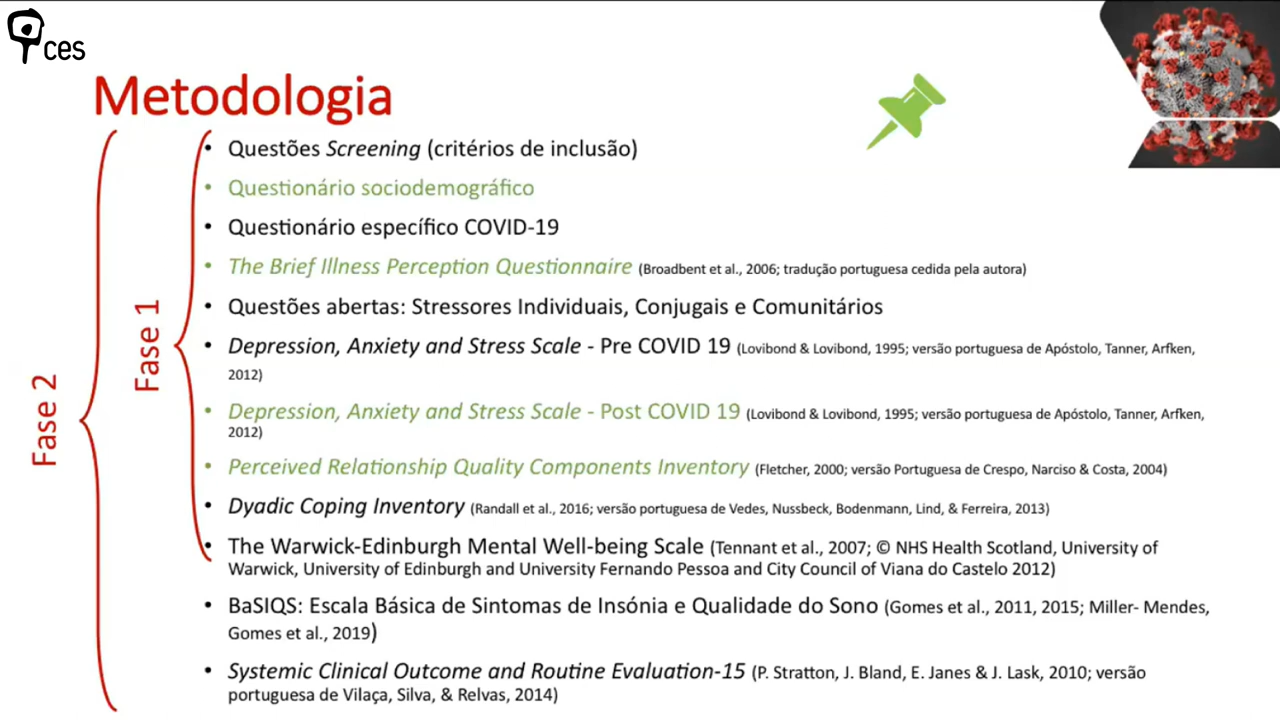 ces
Metodologia
Fase 2
Fase 1
• Questões Screening (critérios de inclusão)
• Questionário sociodemográfico
• Questionário específico COVID-19
• The Brief Illness Perception Questionnaire (Broadbent et al., 2006; tradução portuguesa cedida pela autora)
• Questões abertas: Stressores Individuais, Conjugais e Comunitários
• Depression, Anxiety and Stress Scale - Pre COVID 19 (Lovibond & Lovibond, 1995; versão portuguesa de Apóstolo, Tanner, Arfken,
2012)
• Depression, Anxiety and Stress Scale - Post COVID 19 (Lovibond & Lovibond, 1995; versão portuguesa de Apóstolo, Tanner, Arfken,
2012)
• Perceived Relationship Quality Components Inventory (Fletcher, 2000; versão Portuguesa de Crespo, Narciso & Costa, 2004)
• Dyadic Coping Inventory (Randall et al., 2016; versão portuguesa de Vedes, Nussbeck, Bodenmann, Lind, & Ferreira, 2013)
• The Warwick-Edinburgh Mental Well-being Scale (Tennant et al., 2007; © NHS Health Scotland, University of
Warwick, University of Edinburgh and University Fernando Pessoa and City Council of Viana do Castelo 2012)
• BaSIQS: Escala Básica de Sintomas de Insónia e Qualidade do Sono (Gomes et al., 2011, 2015; Miller- Mendes,
Gomes et al., 2019)
• Systemic Clinical Outcome and Routine Evaluation-15 (P. Stratton, J. Bland, E. Janes & J. Lask, 2010; versão
portuguesa de Vilaça, Silva, & Relvas, 2014)